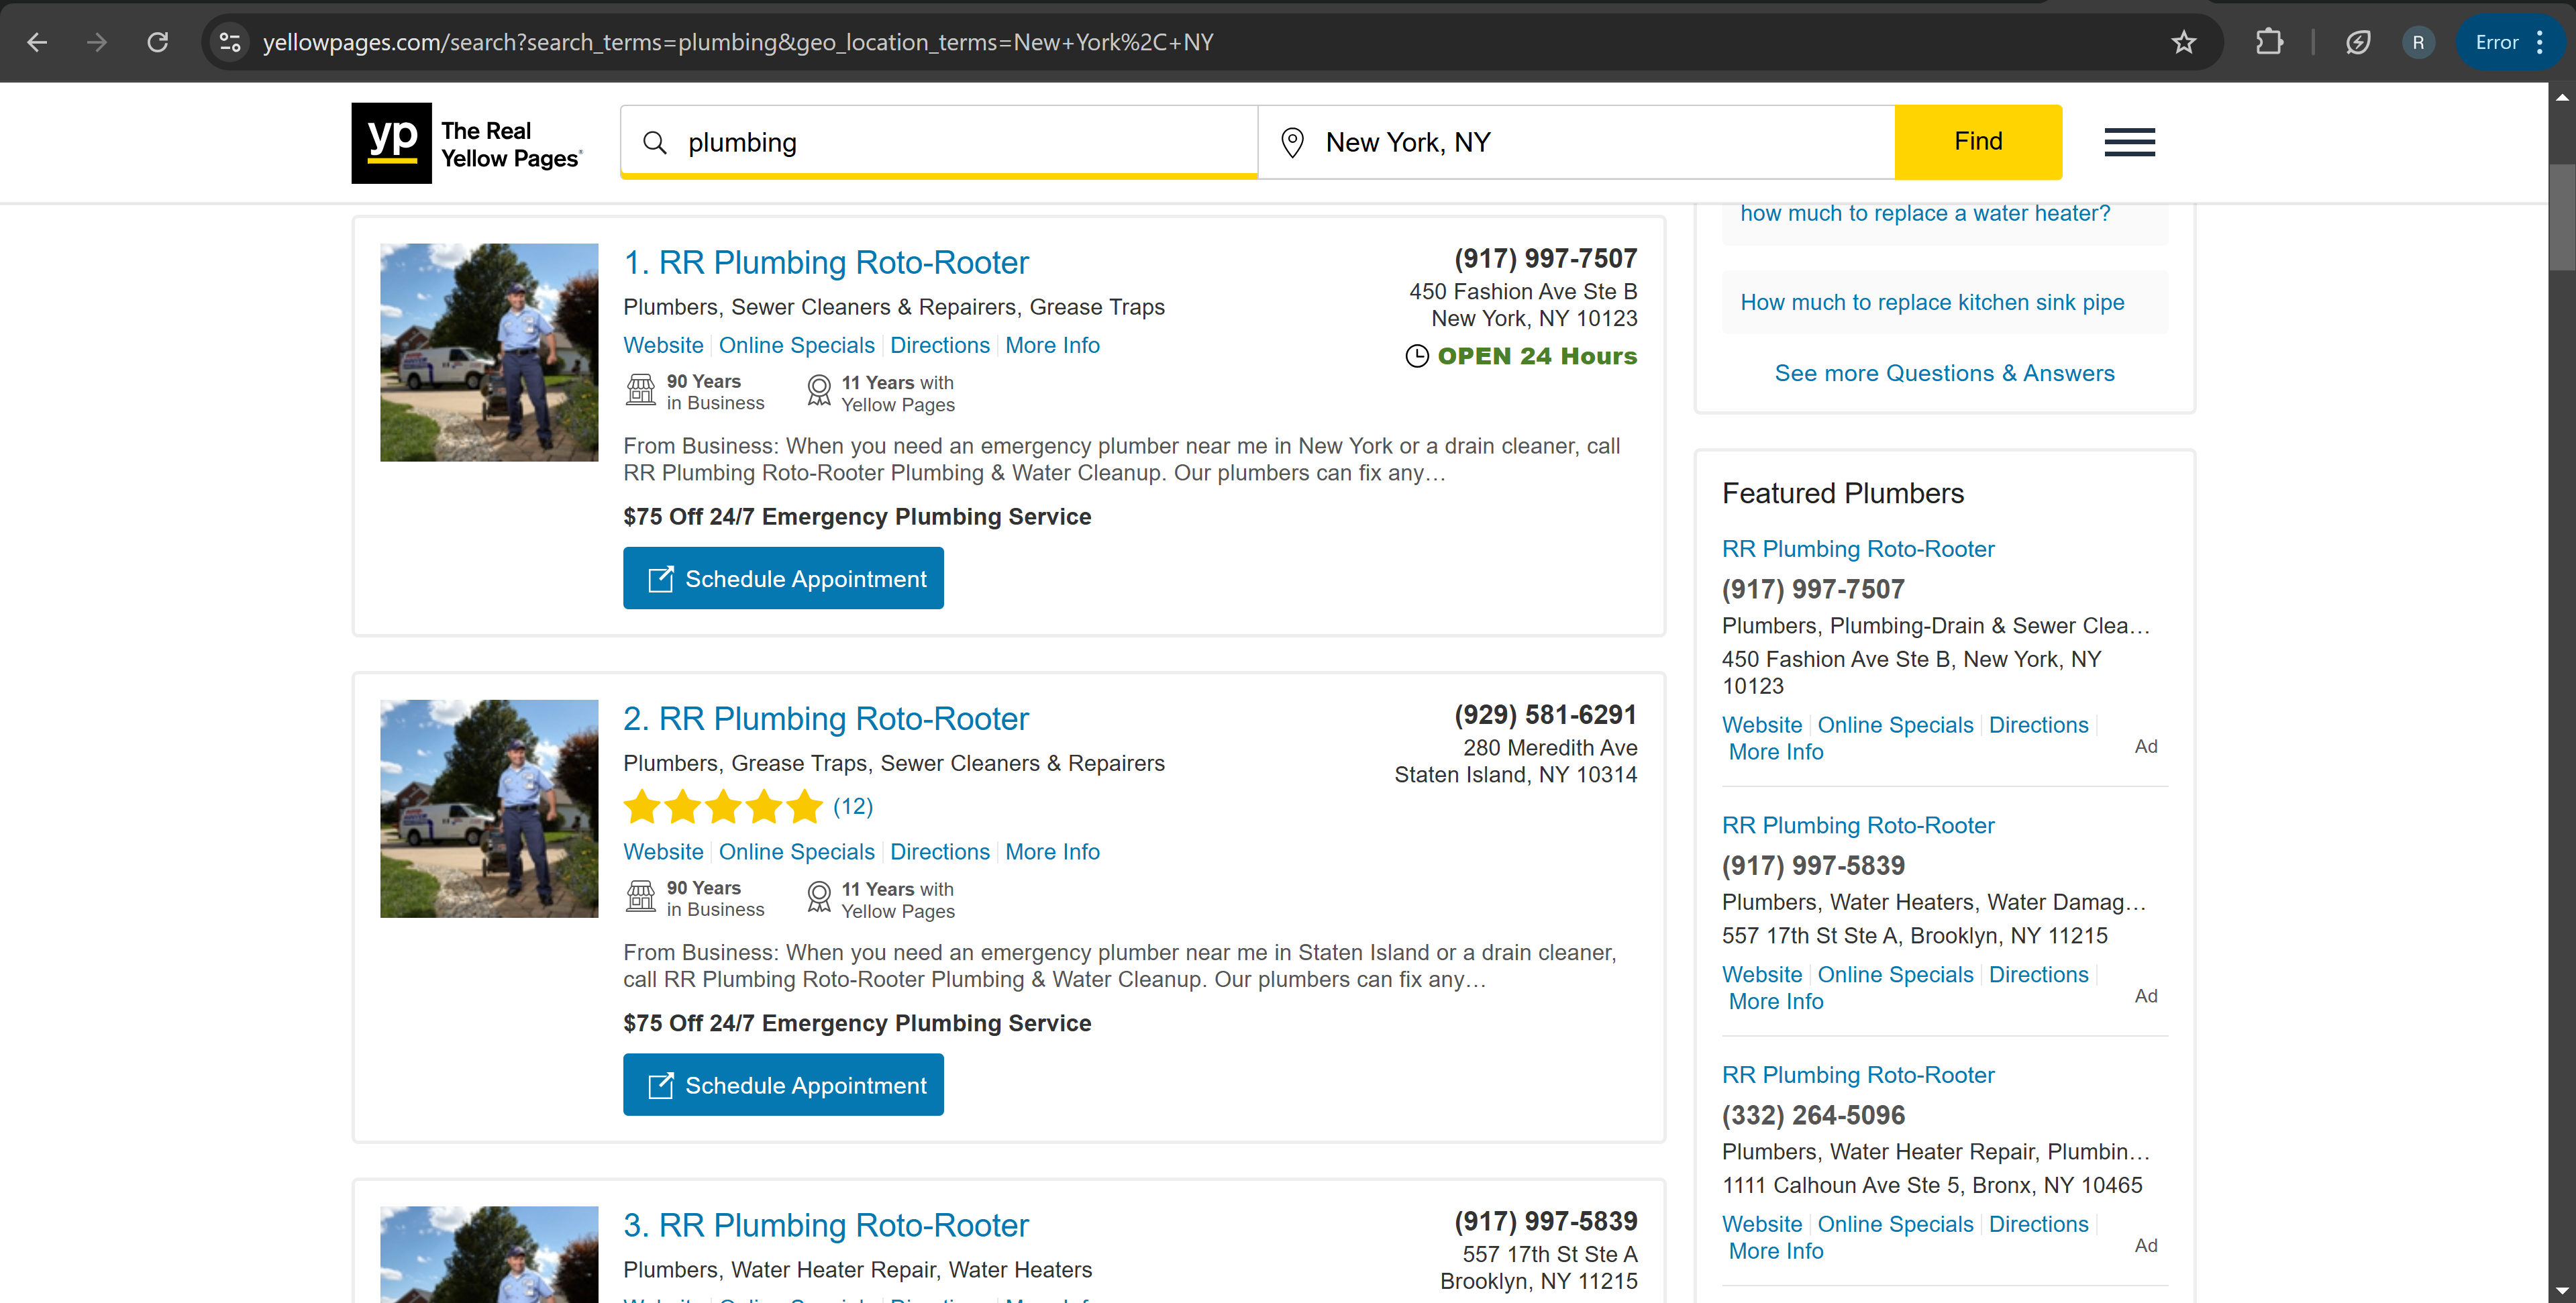 yellowpages.com/search?search_terms=plumbing&geo_location_terms=New+York%2C+NY
R
Error
yp
The Real
Yellow Pages®
plumbing
New York, NY
Find
1. RR Plumbing Roto-Rooter
Plumbers, Sewer Cleaners & Repairers, Grease Traps
Website
Online Specials
Directions
More Info
90 Years
in Business
11 Years with
Yellow Pages
(917) 997-7507
450 Fashion Ave Ste B
New York, NY 10123
OPEN 24 Hours
From Business: When you need an emergency plumber near me in New York or a drain cleaner, call
RR Plumbing Roto-Rooter Plumbing & Water Cleanup. Our plumbers can fix any…
$75 Off 24/7 Emergency Plumbing Service
Schedule Appointment
2. RR Plumbing Roto-Rooter
Plumbers, Grease Traps, Sewer Cleaners & Repairers
(12)
Website
Online Specials
Directions
More Info
90 Years
in Business
11 Years with
Yellow Pages
(929) 581-6291
280 Meredith Ave
Staten Island, NY 10314
From Business: When you need an emergency plumber near me in Staten Island or a drain cleaner,
call RR Plumbing Roto-Rooter Plumbing & Water Cleanup. Our plumbers can fix any…
$75 Off 24/7 Emergency Plumbing Service
Schedule Appointment
3. RR Plumbing Roto-Rooter
Plumbers, Water Heater Repair, Water Heaters
(917) 997-5839
557 17th St Ste A
Brooklyn, NY 11215
how much to replace a water heater?
How much to replace kitchen sink pipe
See more Questions & Answers
Featured Plumbers
RR Plumbing Roto-Rooter
(917) 997-7507
Plumbers, Plumbing-Drain & Sewer Clea…
450 Fashion Ave Ste B, New York, NY
10123
Website
Online Specials
Directions
More Info
Ad
RR Plumbing Roto-Rooter
(917) 997-5839
Plumbers, Water Heaters, Water Damag…
557 17th St Ste A, Brooklyn, NY 11215
Website
Online Specials
Directions
More Info
Ad
RR Plumbing Roto-Rooter
(332) 264-5096
Plumbers, Water Heater Repair, Plumbin…
1111 Calhoun Ave Ste 5, Bronx, NY 10465
Website
Online Specials
Directions
More Info
Ad